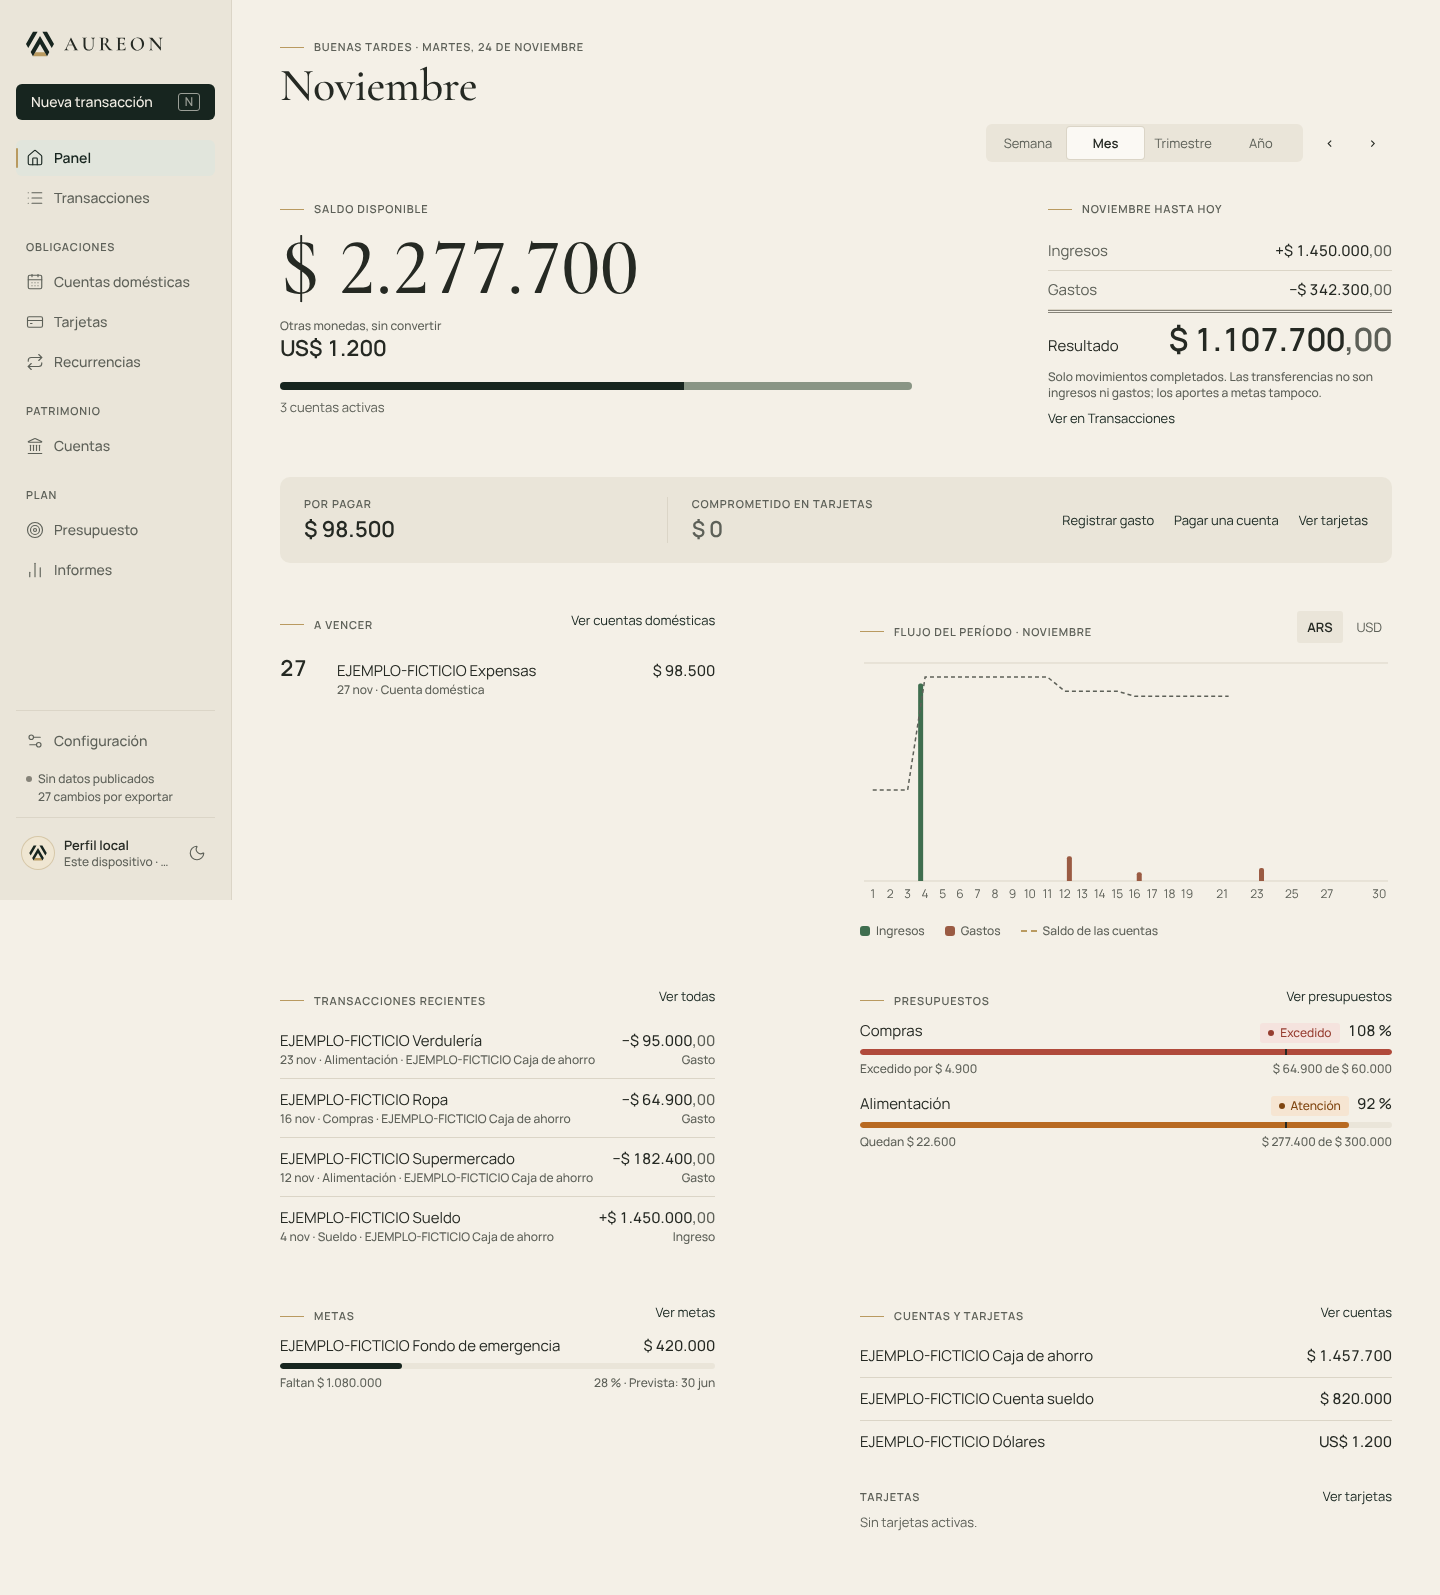 AUREON
Nueva transacción N
Panel
Transacciones
OBLIGACIONES
Cuentas domésticas
Tarjetas
Recurrencias
PATRIMONIO
Cuentas
PLAN
Presupuesto
Informes
Configuración
Sin datos publicados
27 cambios por exportar
Perfil local
Este dispositivo · …
BUENAS TARDES · MARTES, 24 DE NOVIEMBRE
Noviembre
Semana Mes Trimestre Año ‹ ›
SALDO DISPONIBLE
$ 2.277.700
Otras monedas, sin convertir
US$ 1.200
3 cuentas activas
NOVIEMBRE HASTA HOY
Ingresos +$ 1.450.000,00
Gastos −$ 342.300,00
Resultado $ 1.107.700,00
Solo movimientos completados. Las transferencias no son
ingresos ni gastos; los aportes a metas tampoco.
Ver en Transacciones
POR PAGAR
$ 98.500
COMPROMETIDO EN TARJETAS
$ 0
Registrar gasto Pagar una cuenta Ver tarjetas
A VENCER Ver cuentas domésticas
27 EJEMPLO-FICTICIO Expensas $ 98.500
27 nov · Cuenta doméstica
FLUJO DEL PERÍODO · NOVIEMBRE ARS USD
1 2 3 4 5 6 7 8 9 10 11 12 13 14 15 16 17 18 19 21 23 25 27 30
Ingresos Gastos Saldo de las cuentas
TRANSACCIONES RECIENTES Ver todas
EJEMPLO-FICTICIO Verdulería −$ 95.000,00
23 nov · Alimentación · EJEMPLO-FICTICIO Caja de ahorro Gasto
EJEMPLO-FICTICIO Ropa −$ 64.900,00
16 nov · Compras · EJEMPLO-FICTICIO Caja de ahorro Gasto
EJEMPLO-FICTICIO Supermercado −$ 182.400,00
12 nov · Alimentación · EJEMPLO-FICTICIO Caja de ahorro Gasto
EJEMPLO-FICTICIO Sueldo +$ 1.450.000,00
4 nov · Sueldo · EJEMPLO-FICTICIO Caja de ahorro Ingreso
PRESUPUESTOS Ver presupuestos
Compras Excedido 108 %
Excedido por $ 4.900 $ 64.900 de $ 60.000
Alimentación Atención 92 %
Quedan $ 22.600 $ 277.400 de $ 300.000
METAS Ver metas
EJEMPLO-FICTICIO Fondo de emergencia $ 420.000
Faltan $ 1.080.000 28 % · Prevista: 30 jun
CUENTAS Y TARJETAS Ver cuentas
EJEMPLO-FICTICIO Caja de ahorro $ 1.457.700
EJEMPLO-FICTICIO Cuenta sueldo $ 820.000
EJEMPLO-FICTICIO Dólares US$ 1.200
TARJETAS Ver tarjetas
Sin tarjetas activas.